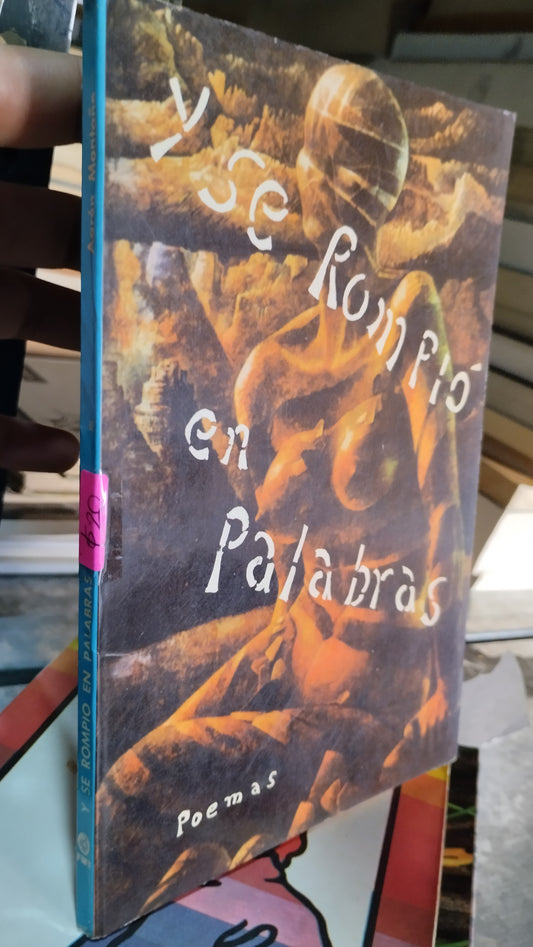 Y SE
ROMPIÓ
en
Palabras
Poemas
Y SE ROMPIO EN PALABRAS
Aarón Montaño
$20